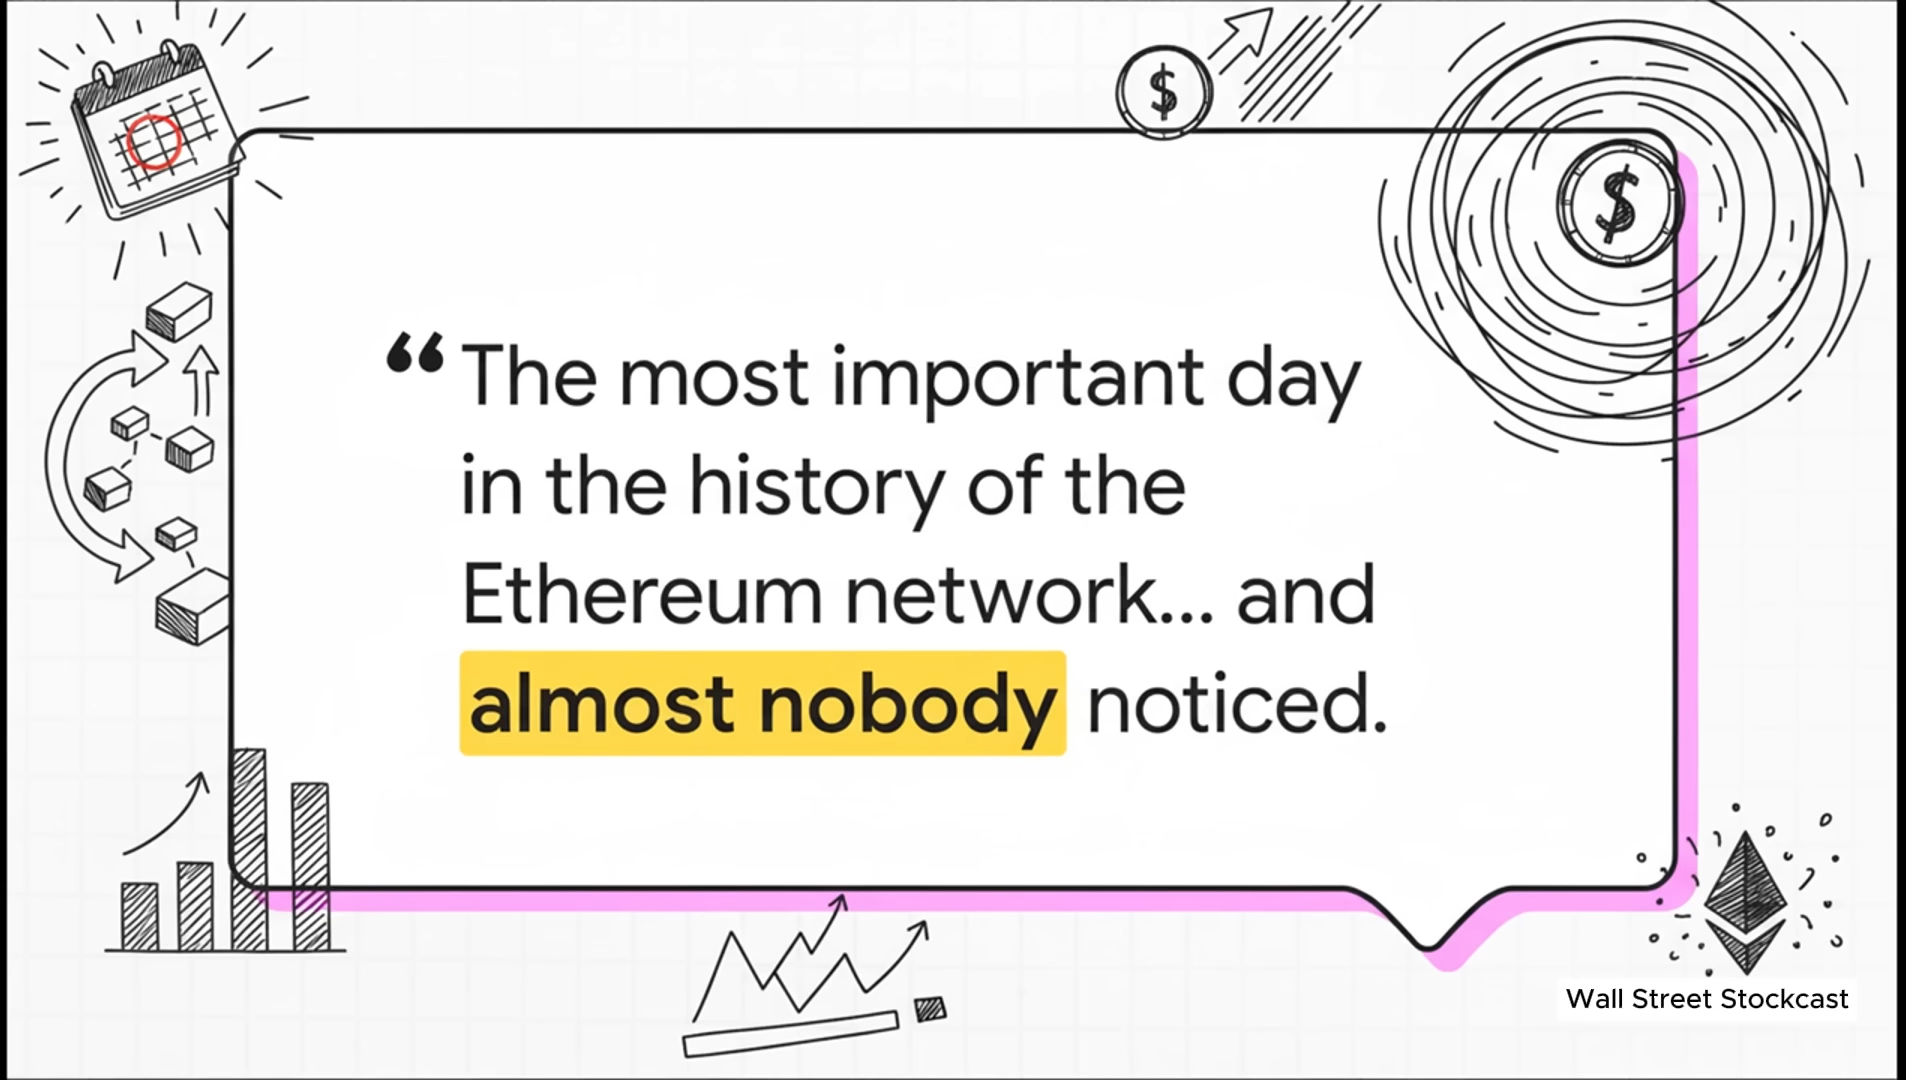 “The most important day
in the history of the
Ethereum network... and
almost nobody noticed.
Wall Street Stockcast